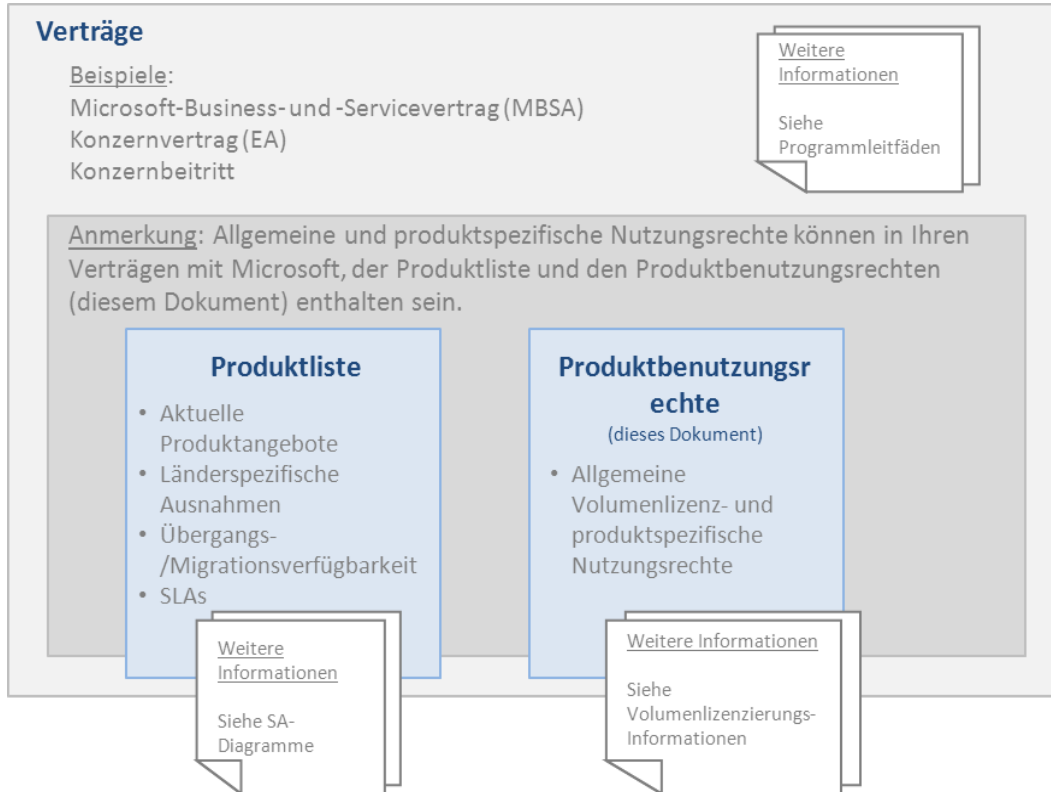 Verträge
Beispiele:
Microsoft-Business- und -Servicevertrag (MBSA)
Konzernvertrag (EA)
Konzernbeitritt
Weitere
Informationen
Siehe
Programmleitfäden
Anmerkung: Allgemeine und produktspezifische Nutzungsrechte können in Ihren
Verträgen mit Microsoft, der Produktliste und den Produktbenutzungsrechten
(diesem Dokument) enthalten sein.
Produktliste
• Aktuelle
Produktangebote
• Länderspezifische
Ausnahmen
• Übergangs-
/Migrationsverfügbarkeit
• SLAs
Weitere
Informationen
Siehe SA-
Diagramme
Produktbenutzungsr
echte
(dieses Dokument)
• Allgemeine
Volumenlizenz- und
produktspezifische
Nutzungsrechte
Weitere Informationen
Siehe
Volumenlizenzierungs-
Informationen